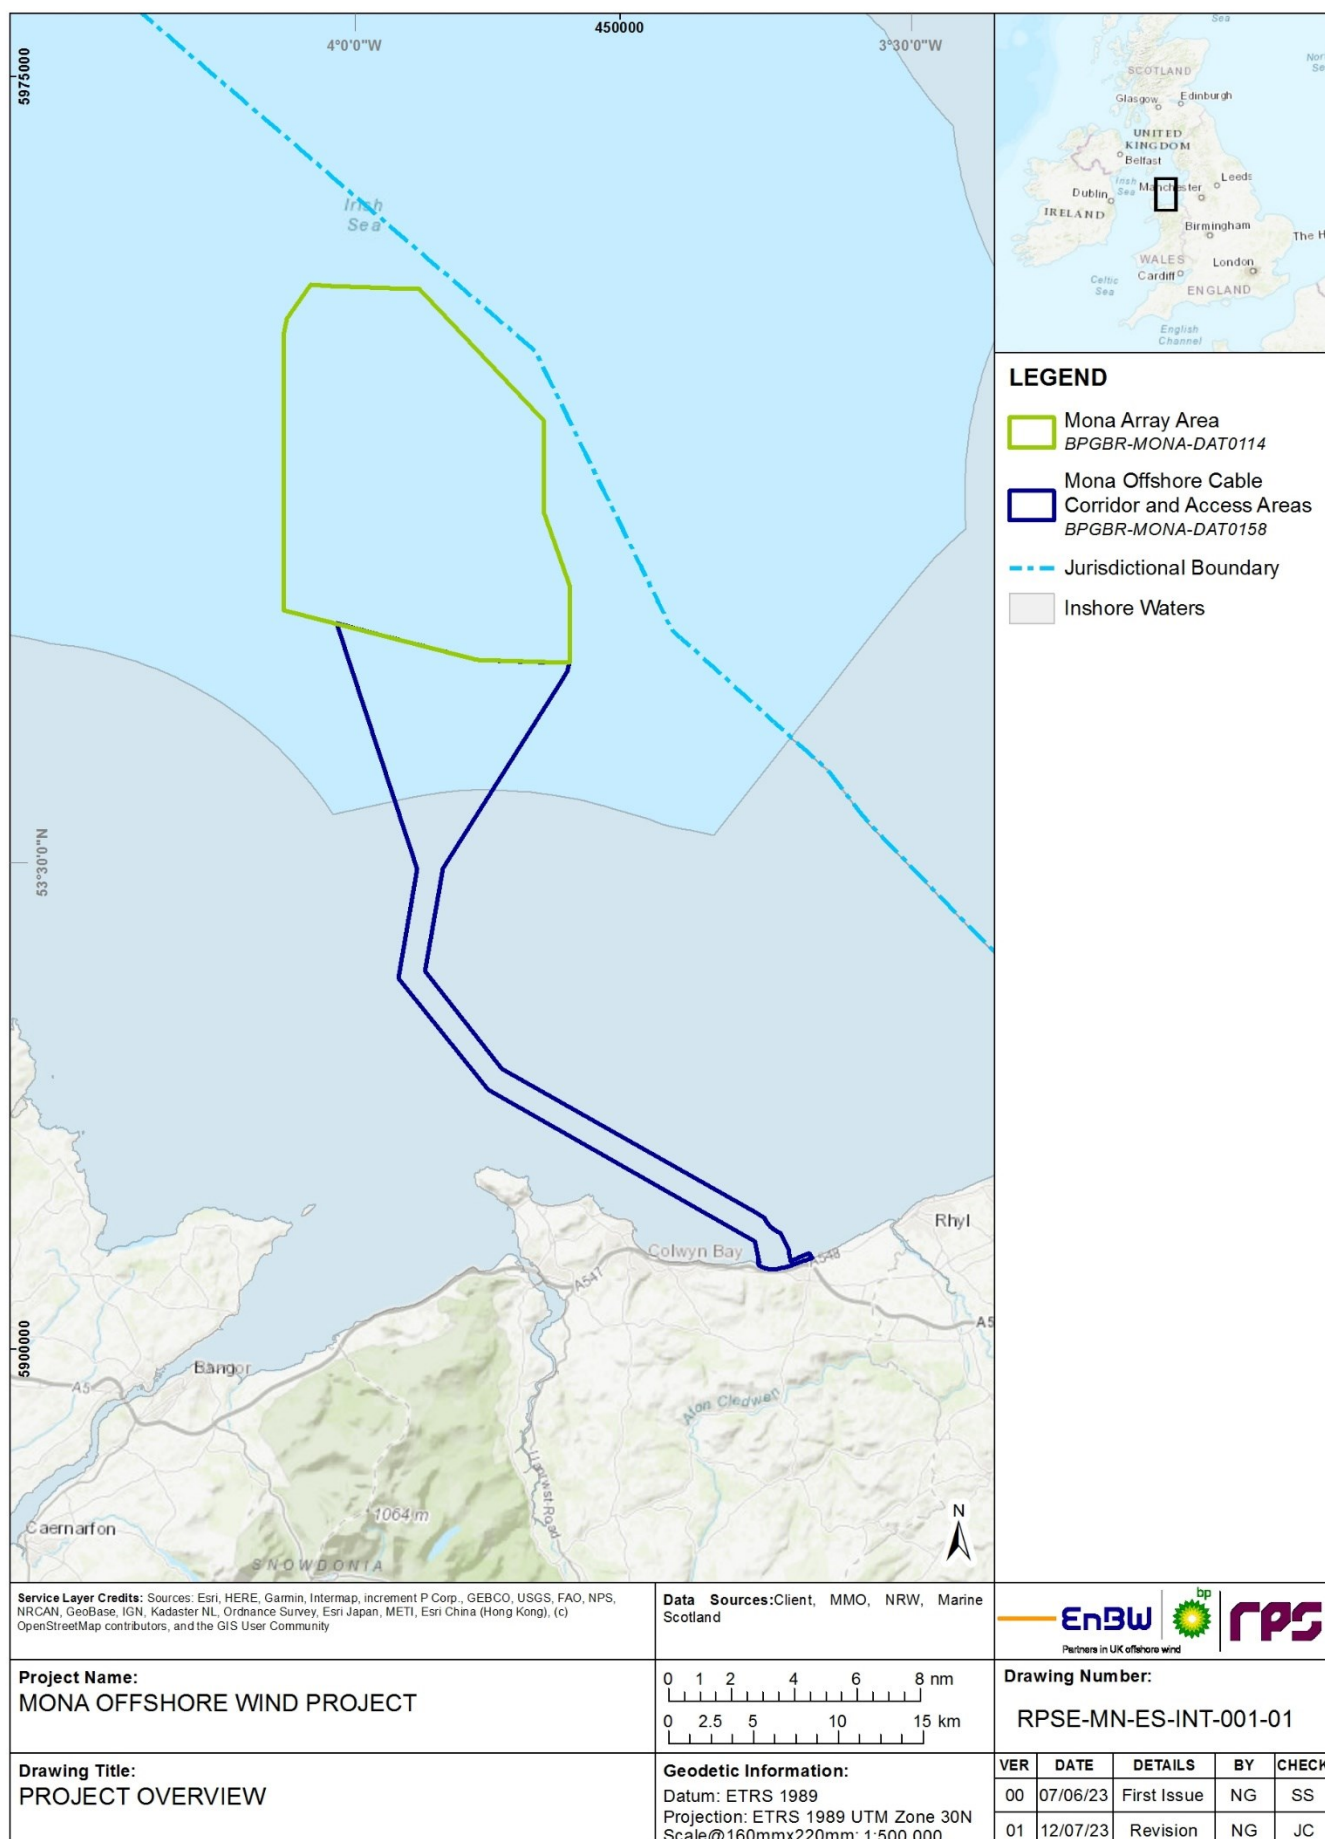 450000
4°0'0"W
3°30'0"W
5975000
Irish
Sea
53°30'0"N
Rhyl
Colwyn Bay
A548
A547
A5
5900000
Bangor
A5
Afon Cledwen
Llanrwst Road
1064 m
Caernarfon
SNOWDONIA
N
Sea
SCOTLAND
Glasgow
Edinburgh
UNITED
KINGDOM
Belfast
Irish
Sea
Manchester
Leeds
Dublin
IRELAND
Birmingham
The H
WALES
London
Cardiff
Celtic
Sea
ENGLAND
English
Channel
LEGEND
Mona Array Area
BPGBR-MONA-DAT0114
Mona Offshore Cable
Corridor and Access Areas
BPGBR-MONA-DAT0158
Jurisdictional Boundary
Inshore Waters
Service Layer Credits: Sources: Esri, HERE, Garmin, Intermap, increment P Corp., GEBCO, USGS, FAO, NPS,
NRCAN, GeoBase, IGN, Kadaster NL, Ordnance Survey, Esri Japan, METI, Esri China (Hong Kong), (c)
OpenStreetMap contributors, and the GIS User Community
Data Sources:Client, MMO, NRW, Marine
Scotland
EnBW
bp
rps
Partners in UK offshore wind
Project Name:
MONA OFFSHORE WIND PROJECT
0 1 2 4 6 8 nm
0 2.5 5 10 15 km
Drawing Number:
RPSE-MN-ES-INT-001-01
Drawing Title:
PROJECT OVERVIEW
Geodetic Information:
Datum: ETRS 1989
Projection: ETRS 1989 UTM Zone 30N
Scale@160mmx220mm: 1:500,000
VER DATE DETAILS BY CHECK
00 07/06/23 First Issue NG SS
01 12/07/23 Revision NG JC